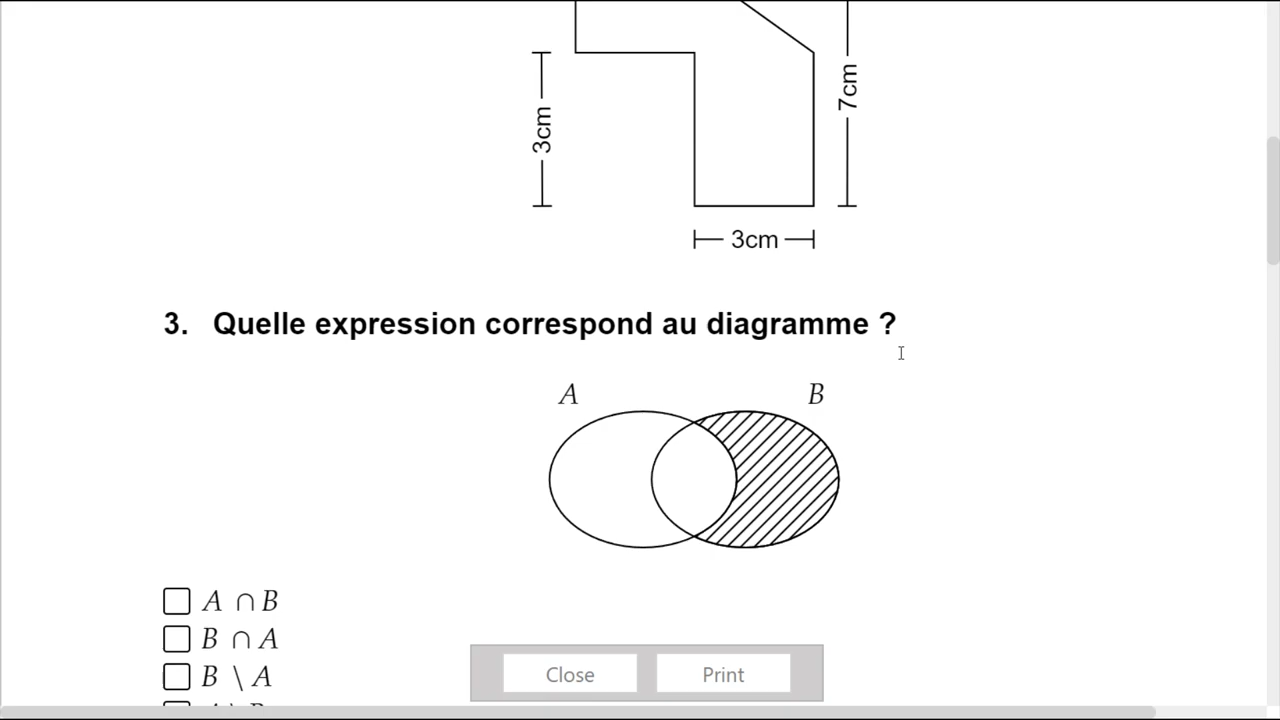 3cm
7cm
3cm
3. Quelle expression correspond au diagramme ?
A
B
A ∩ B
B ∩ A
B \ A
Close
Print